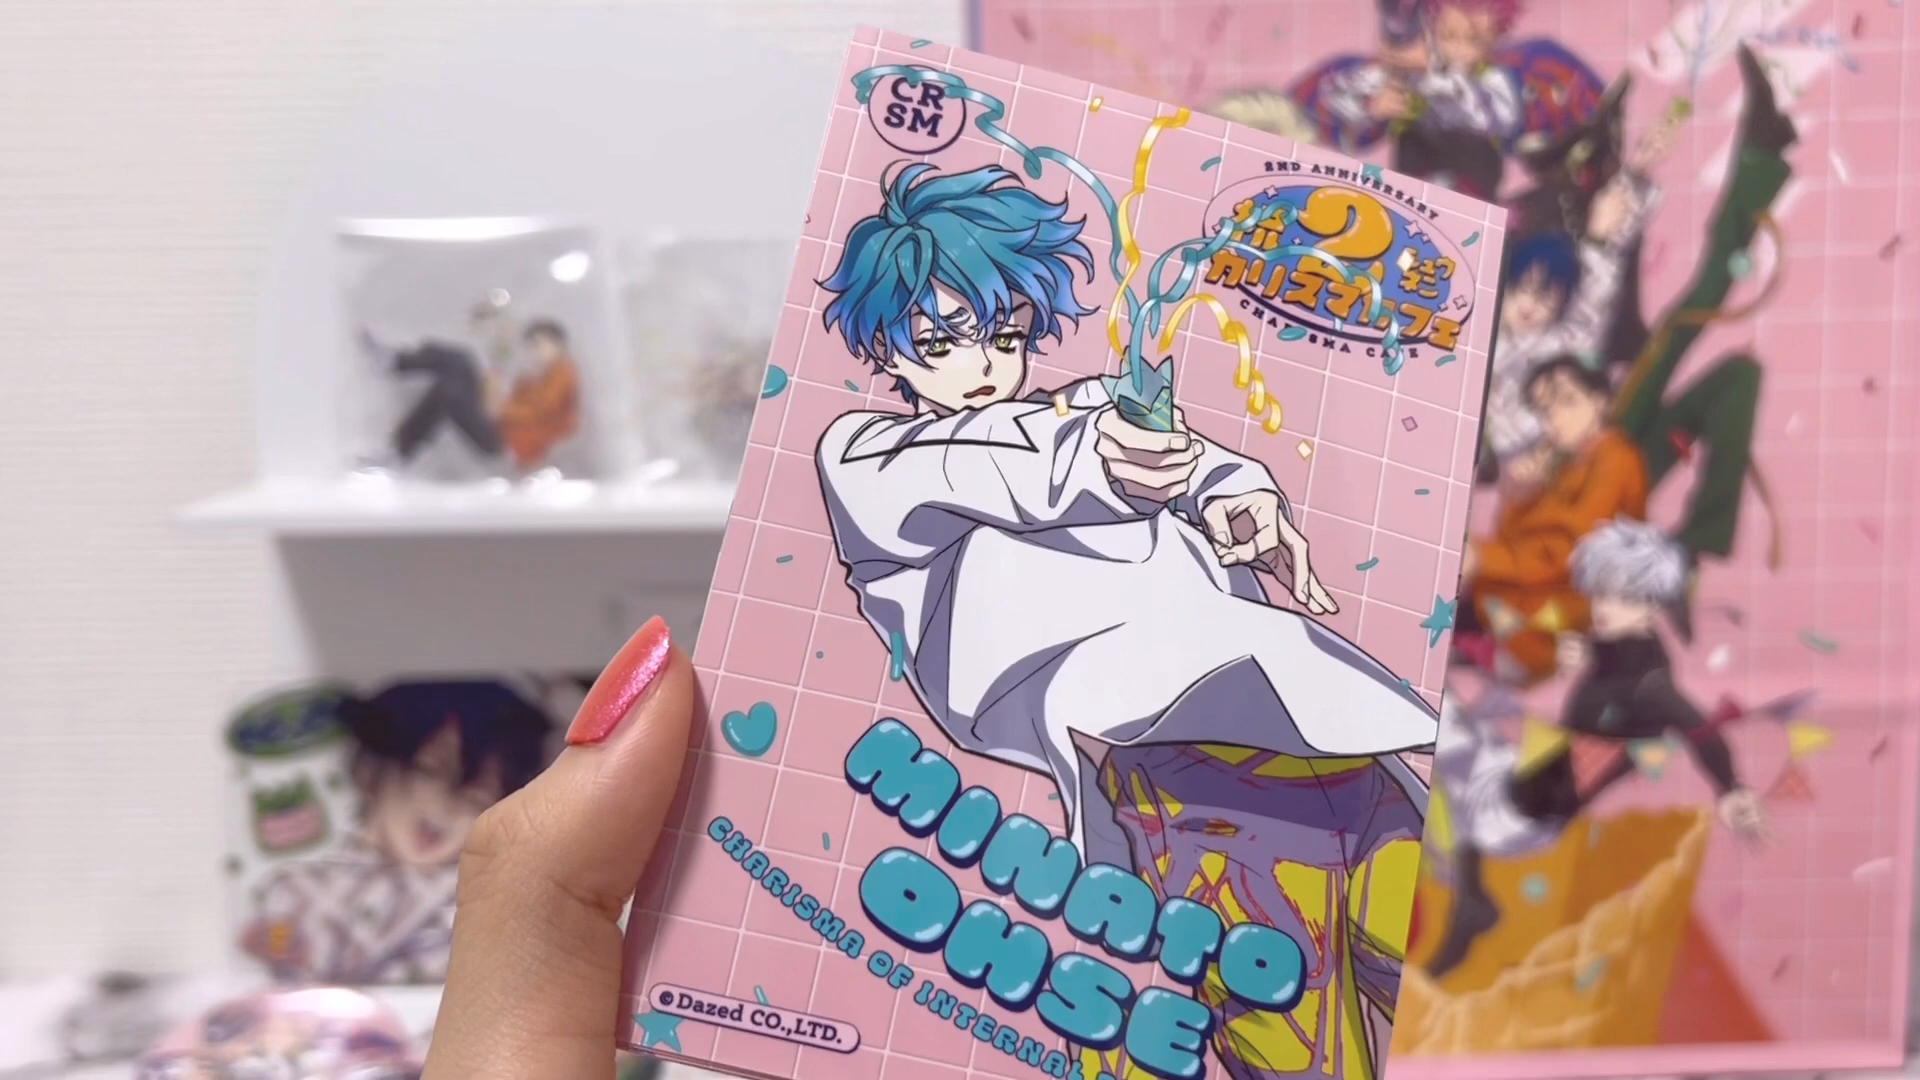 CR
SM
2ND ANNIVERSARY
2
カリスマカフェ
CHARISMA CAFE
MINATO
OHSE
CHARISMA OF INTERNAL
©Dazed CO.,LTD.